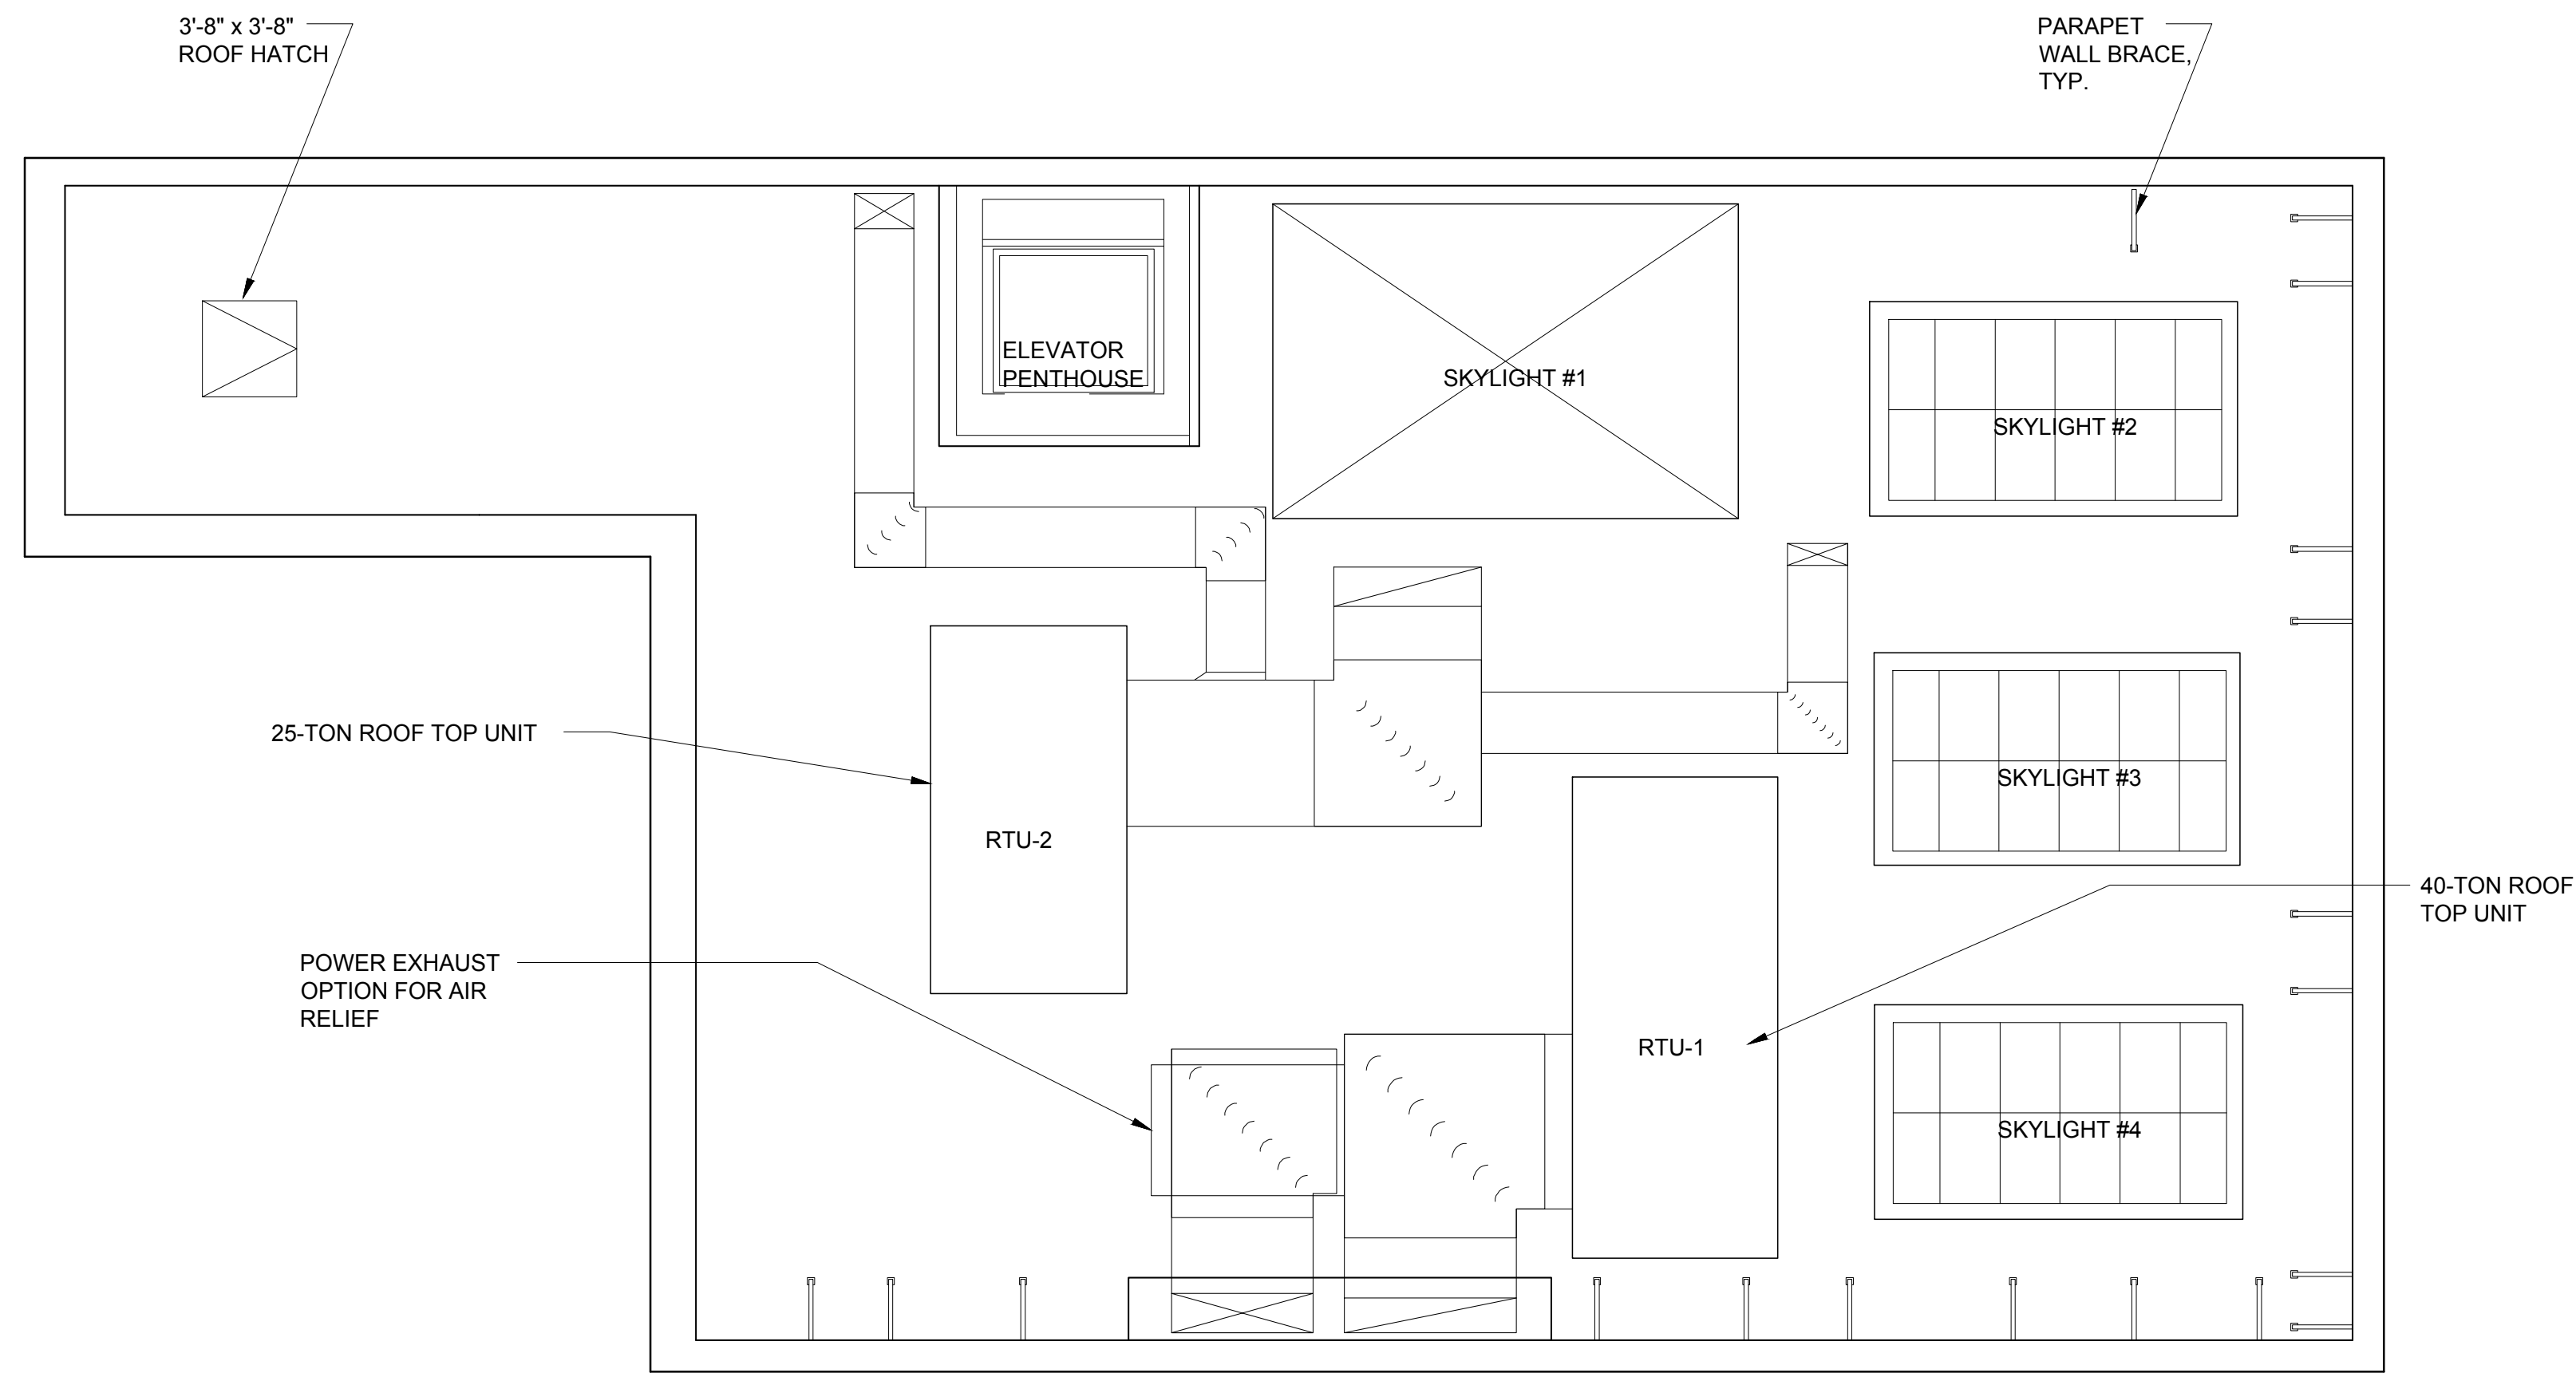 3'-8" x 3'-8"
ROOF HATCH
PARAPET
WALL BRACE,
TYP.
ELEVATOR
PENTHOUSE
SKYLIGHT #1
SKYLIGHT #2
25-TON ROOF TOP UNIT
RTU-2
SKYLIGHT #3
40-TON ROOF
TOP UNIT
POWER EXHAUST
OPTION FOR AIR
RELIEF
RTU-1
SKYLIGHT #4